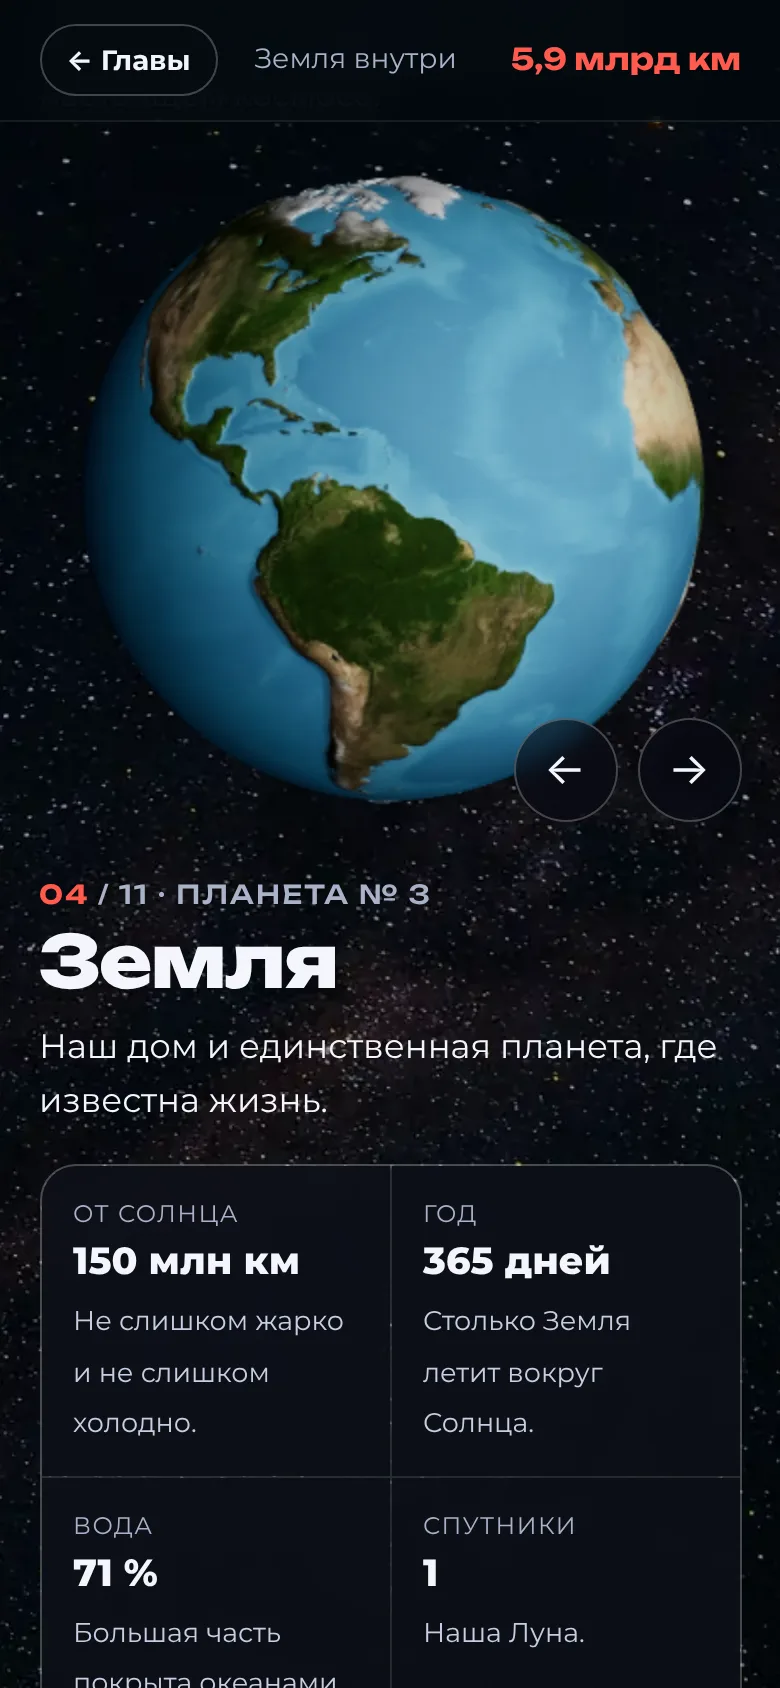 ← Главы
Земля внутри
5,9 млрд км
04 / 11 · ПЛАНЕТА № 3
Земля
Наш дом и единственная планета, где
известна жизнь.
ОТ СОЛНЦА
150 млн км
Не слишком жарко
и не слишком
холодно.
ГОД
365 дней
Столько Земля
летит вокруг
Солнца.
ВОДА
71 %
Большая часть
покрыта океанами
СПУТНИКИ
1
Наша Луна.